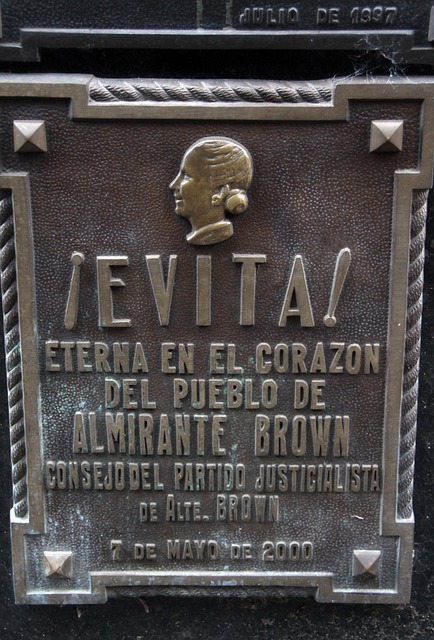 JULIO DE 1997
¡EVITA!
ETERNA EN EL CORAZON
DEL PUEBLO DE
ALMIRANTE BROWN
CONSEJO DEL PARTIDO JUSTICIALISTA
DE ALTE. BROWN
7 DE MAYO DE 2000